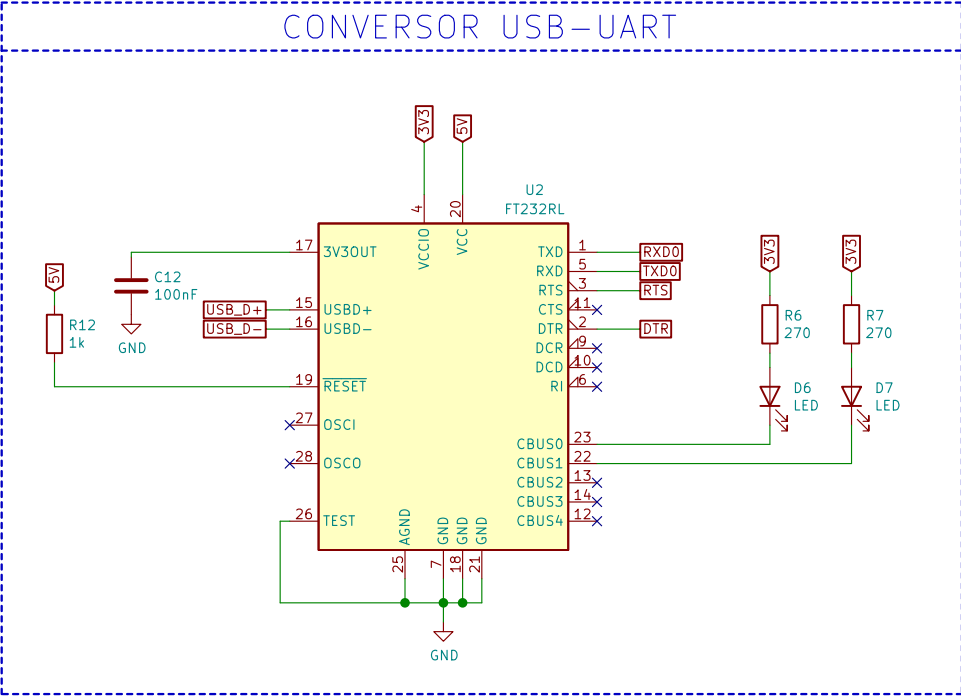 CONVERSOR USB-UART
3V3
5V
U2
FT232RL
4
20
VCCIO
VCC
17
3V3OUT
TXD
1
RXD0
RXD
5
TXD0
RTS
3
RTS
CTS
11
DTR
2
DTR
DCR
9
DCD
10
RI
6
5V
R12
1k
C12
100nF
GND
USB_D+
15
USBD+
USB_D-
16
USBD-
19
RESET
27
OSCI
28
OSCO
26
TEST
CBUS0
23
CBUS1
22
CBUS2
13
CBUS3
14
CBUS4
12
3V3
3V3
R6
270
R7
270
D6
LED
D7
LED
AGND
GND
GND
GND
25
7
18
21
GND